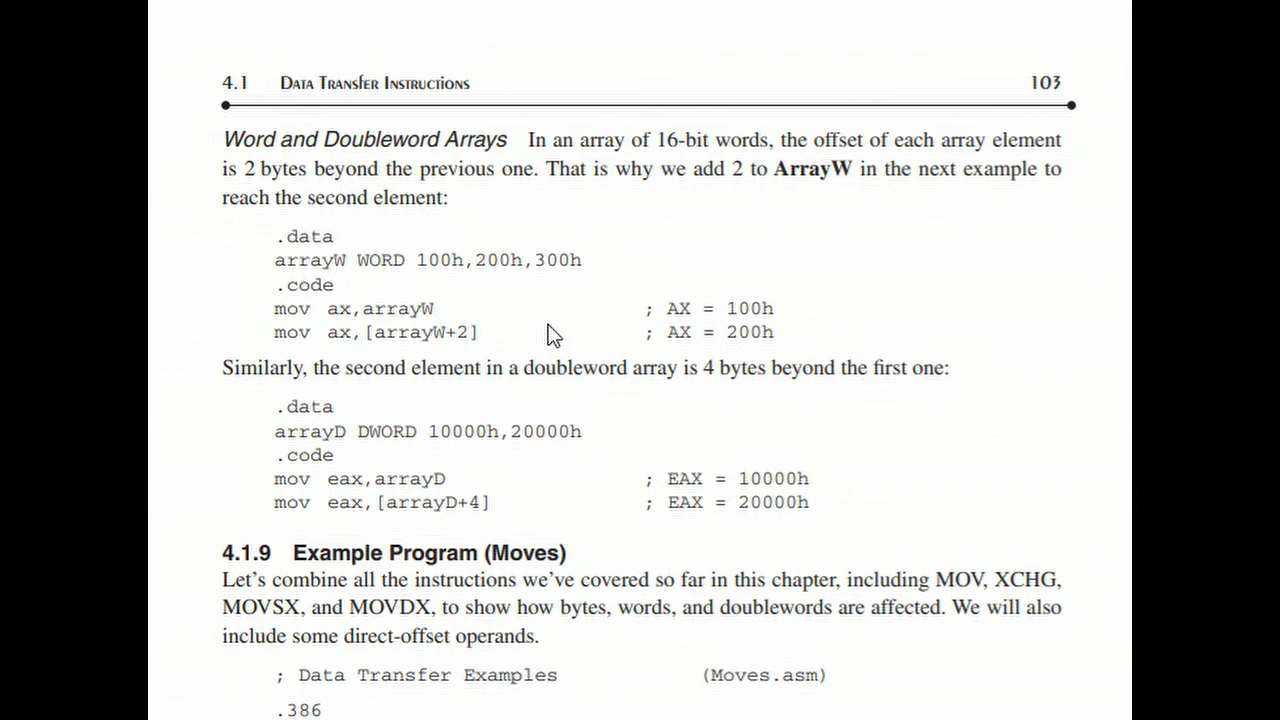 4.1 Data Transfer Instructions 103
Word and Doubleword Arrays In an array of 16-bit words, the offset of each array element
is 2 bytes beyond the previous one. That is why we add 2 to ArrayW in the next example to
reach the second element:
.data
arrayW WORD 100h,200h,300h
.code
mov ax,arrayW ; AX = 100h
mov ax,[arrayW+2] ; AX = 200h
Similarly, the second element in a doubleword array is 4 bytes beyond the first one:
.data
arrayD DWORD 10000h,20000h
.code
mov eax,arrayD ; EAX = 10000h
mov eax,[arrayD+4] ; EAX = 20000h
4.1.9 Example Program (Moves)
Let's combine all the instructions we've covered so far in this chapter, including MOV, XCHG,
MOVSX, and MOVDX, to show how bytes, words, and doublewords are affected. We will also
include some direct-offset operands.
; Data Transfer Examples (Moves.asm)
.386